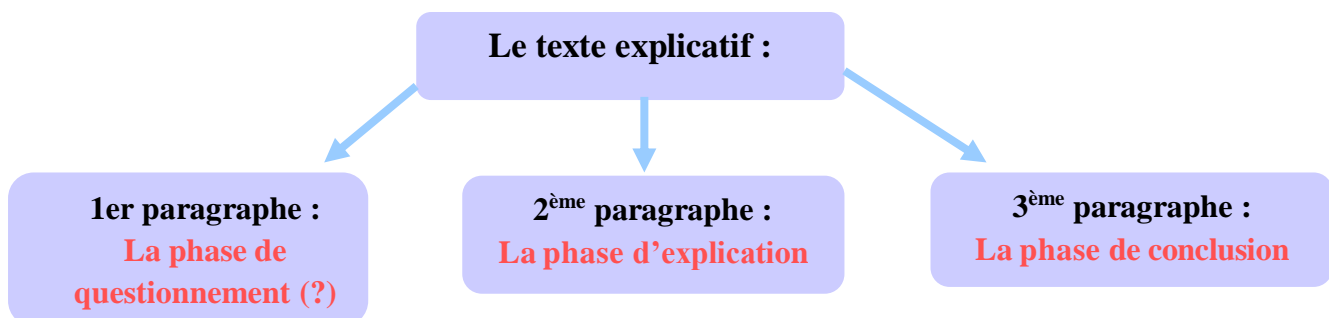 Le texte explicatif :
1er paragraphe :
La phase de
questionnement (?)
2ème paragraphe :
La phase d’explication
3ème paragraphe :
La phase de conclusion